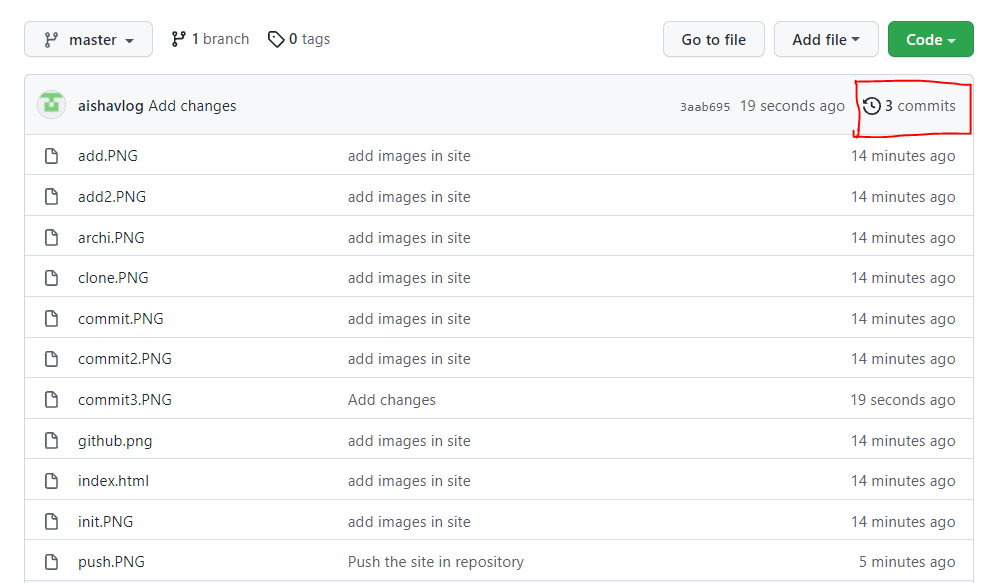 master 1 branch 0 tags Go to file Add file Code
aishavlog Add changes 3aab695 19 seconds ago 3 commits
add.PNG add images in site 14 minutes ago
add2.PNG add images in site 14 minutes ago
archi.PNG add images in site 14 minutes ago
clone.PNG add images in site 14 minutes ago
commit.PNG add images in site 14 minutes ago
commit2.PNG add images in site 14 minutes ago
commit3.PNG Add changes 19 seconds ago
github.png add images in site 14 minutes ago
index.html add images in site 14 minutes ago
init.PNG add images in site 14 minutes ago
push.PNG Push the site in repository 5 minutes ago